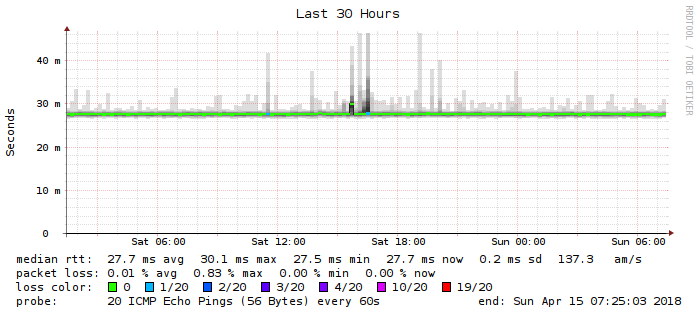 Last 30 Hours
RRDTOOL / TOBI OETIKER
Seconds
40 m
30 m
20 m
10 m
0
Sat 06:00 Sat 12:00 Sat 18:00 Sun 00:00 Sun 06:00
median rtt: 27.7 ms avg 30.1 ms max 27.5 ms min 27.7 ms now 0.2 ms sd 137.3 am/s
packet loss: 0.01 % avg 0.83 % max 0.00 % min 0.00 % now
loss color: 0 1/20 2/20 3/20 4/20 10/20 19/20
probe: 20 ICMP Echo Pings (56 Bytes) every 60s end: Sun Apr 15 07:25:03 2018